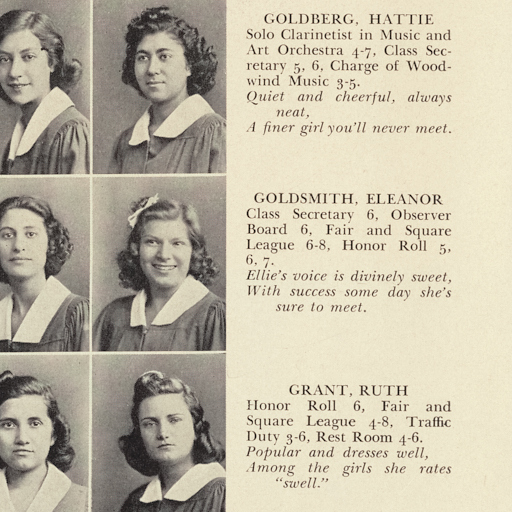 GOLDBERG, HATTIE
Solo Clarinetist in Music and
Art Orchestra 4-7, Class Sec-
retary 5, 6, Charge of Wood-
wind Music 3-5.
Quiet and cheerful, always
neat,
A finer girl you'll never meet.
GOLDSMITH, ELEANOR
Class Secretary 6, Observer
Board 6, Fair and Square
League 6-8, Honor Roll 5,
6, 7.
Ellie's voice is divinely sweet,
With success some day she's
sure to meet.
GRANT, RUTH
Honor Roll 6, Fair and
Square League 4-8, Traffic
Duty 3-6, Rest Room 4-6.
Popular and dresses well,
Among the girls she rates
"swell."